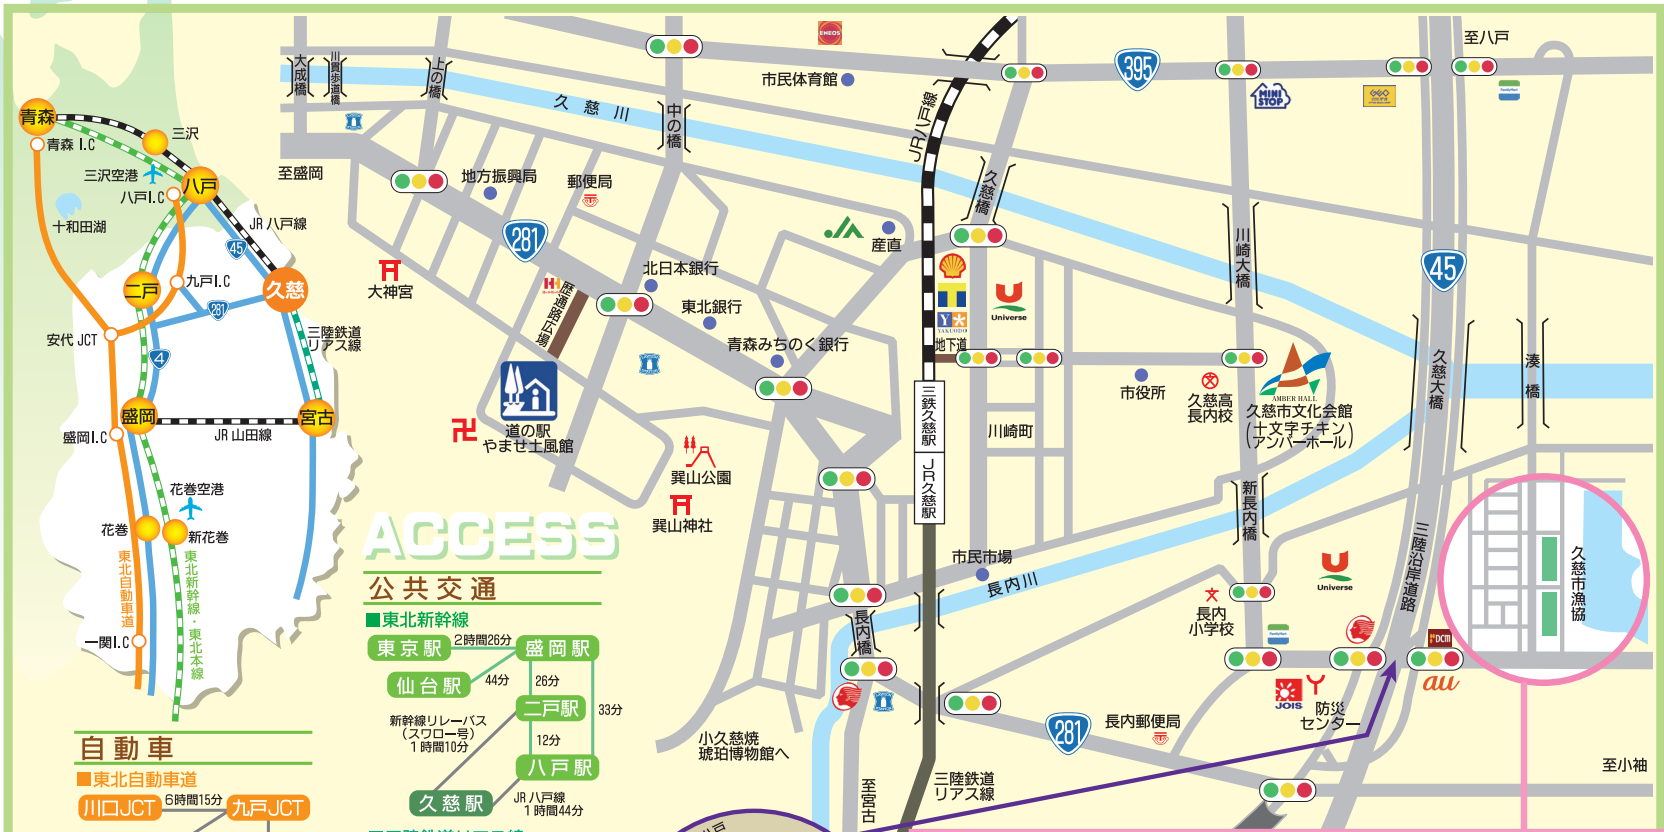 青森
青森 I.C
三沢
三沢空港
八戸
八戸I.C
十和田湖
JR 八戸線
45
二戸
九戸I.C
久慈
281
安代 JCT
三陸鉄道
リアス線
4
盛岡
宮古
盛岡I.C
JR 山田線
花巻空港
花巻
新花巻
東北自動車道
東北新幹線・東北本線
一関I.C
大成橋
川貫歩道橋
上の橋
中の橋
久慈川
EMEOS
市民体育館
JR八戸線
395
MINI
STOP
至八戸
FamilyMart
至盛岡
地方振興局
郵便局
281
大神宮
歴通路広場
北日本銀行
東北銀行
青森みちのく銀行
産直
久慈橋
川崎大橋
45
Universe
YAKUODO
地下道
道の駅
やませ土風館
巽山公園
巽山神社
三鉄久慈駅
JR久慈駅
川崎町
市役所
久慈高
長内校
AMBER HALL
久慈市文化会館
(十文字チキン
アンバーホール)
久慈大橋
湊橋
新長内橋
三陸沿岸道路
久慈市漁協
市民市場
長内川
長内橋
長内
小学校
Universe
FamilyMart
DCM
au
JOIS
防災
センター
281
長内郵便局
小久慈焼
琥珀博物館へ
至宮古
三陸鉄道
リアス線
至小袖
ACCESS
公共交通
■東北新幹線
東京駅
2時間26分
盛岡駅
仙台駅
44分
26分
33分
二戸駅
新幹線リレーバス
(スワロー号)
1時間10分
12分
八戸駅
久慈駅
JR 八戸線
1時間44分
自動車
■東北自動車道
川口JCT
6時間15分
九戸JCT